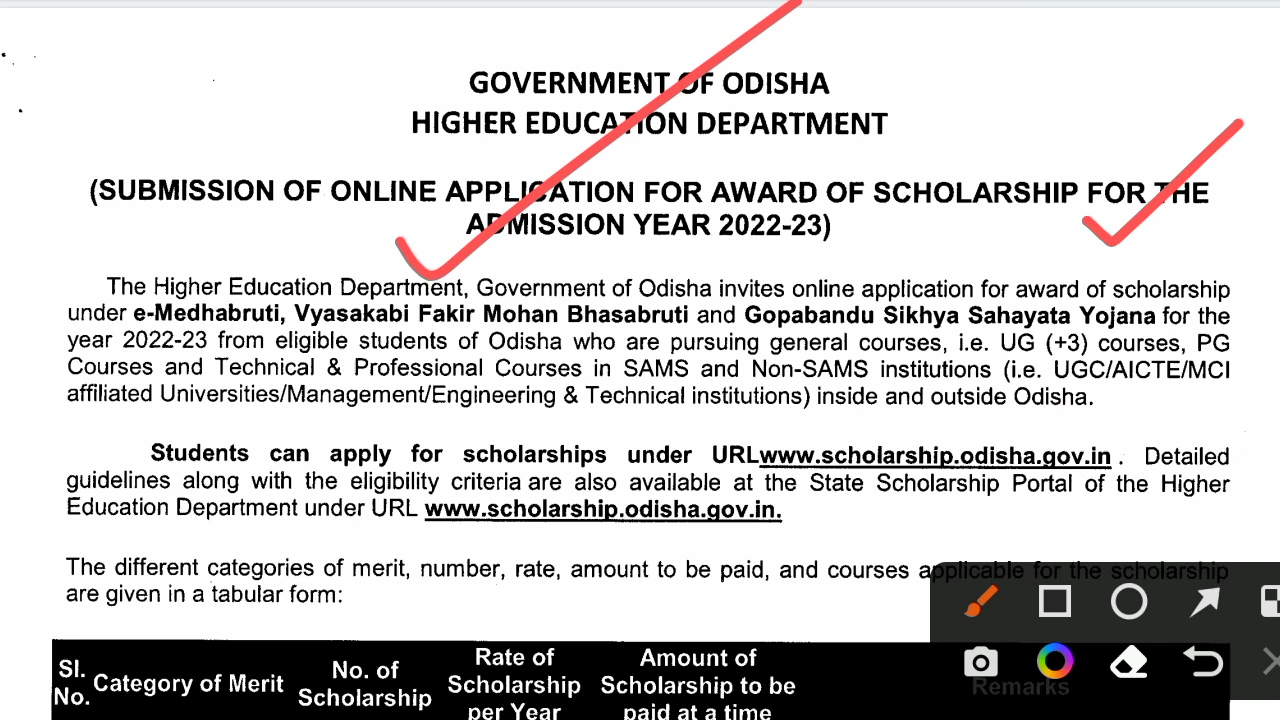 GOVERNMENT OF ODISHA
HIGHER EDUCATION DEPARTMENT
(SUBMISSION OF ONLINE APPLICATION FOR AWARD OF SCHOLARSHIP FOR THE
ADMISSION YEAR 2022-23)
The Higher Education Department, Government of Odisha invites online application for award of scholarship
under e-Medhabruti, Vyasakabi Fakir Mohan Bhasabruti and Gopabandu Sikhya Sahayata Yojana for the
year 2022-23 from eligible students of Odisha who are pursuing general courses, i.e. UG (+3) courses, PG
Courses and Technical & Professional Courses in SAMS and Non-SAMS institutions (i.e. UGC/AICTE/MCI
affiliated Universities/Management/Engineering & Technical institutions) inside and outside Odisha.
Students can apply for scholarships under URLwww.scholarship.odisha.gov.in . Detailed
guidelines along with the eligibility criteria are also available at the State Scholarship Portal of the Higher
Education Department under URL www.scholarship.odisha.gov.in.
The different categories of merit, number, rate, amount to be paid, and courses applicable for the scholarship
are given in a tabular form:
Sl. No.
Category of Merit
No. of Scholarship
Rate of Scholarship per Year
Amount of Scholarship to be paid at a time
Remarks